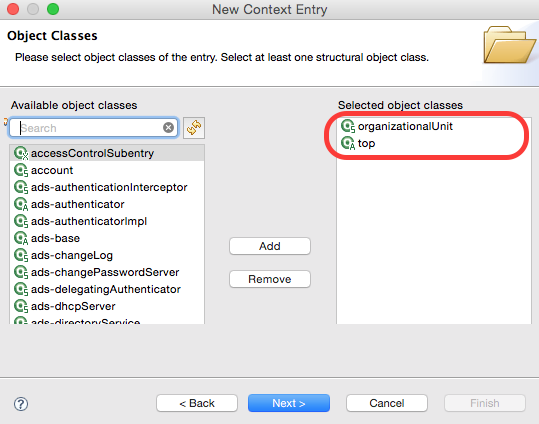 New Context Entry
Object Classes
Please select object classes of the entry. Select at least one structural object class.
Available object classes
Search
accessControlSubentry
account
ads-authenticationInterceptor
ads-authenticator
ads-authenticatorImpl
ads-base
ads-changeLog
ads-changePasswordServer
ads-delegatingAuthenticator
ads-dhcpServer
ads-directoryService
Add
Remove
Selected object classes
organizationalUnit
top
?
< Back
Next >
Cancel
Finish